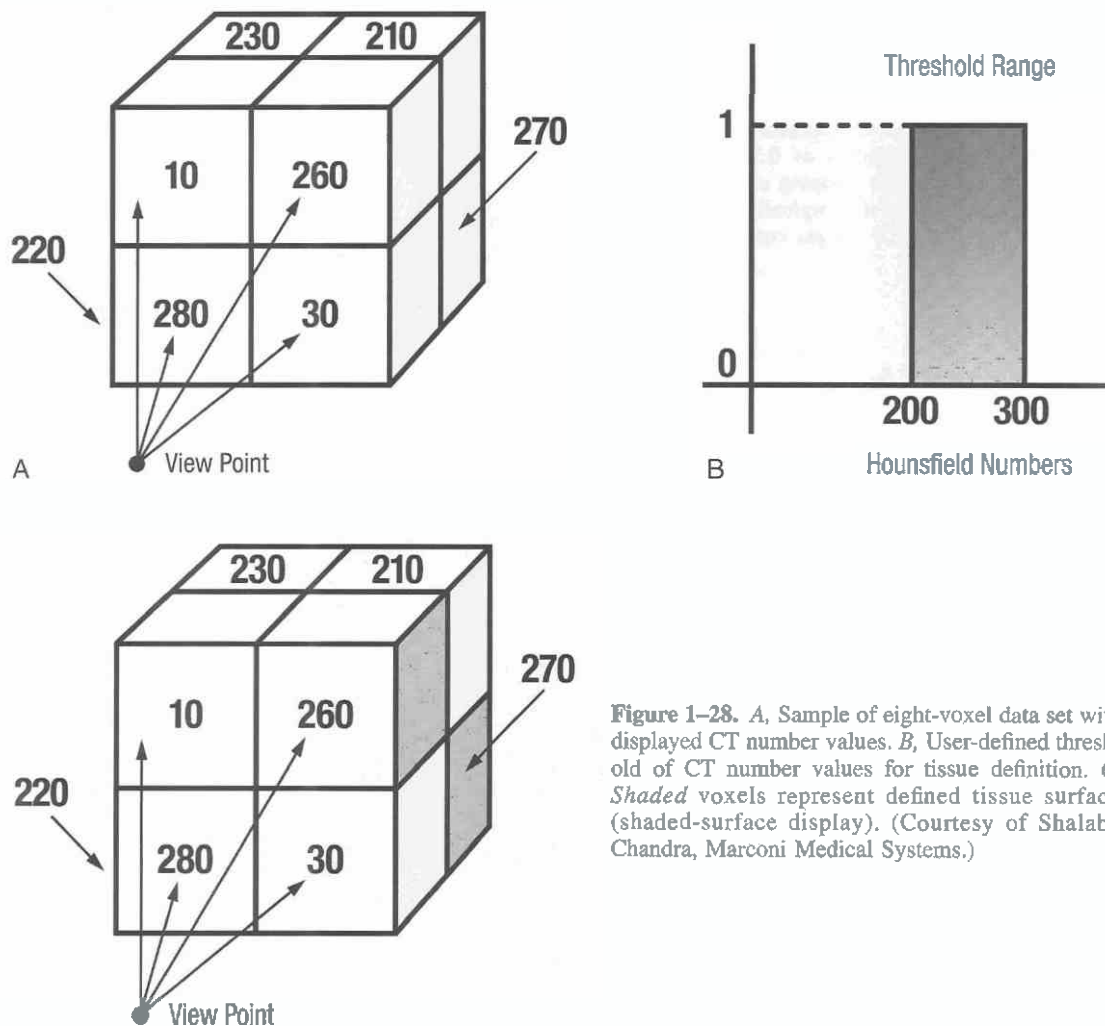 230 210
10 260 270
220
280 30
A View Point
Threshold Range
1
0
200 300
B Hounsfield Numbers
230 210
10 260 270
220
280 30
View Point
Figure 1–28. A, Sample of eight-voxel data set wi
displayed CT number values. B, User-defined thresh
old of CT number values for tissue definition.
Shaded voxels represent defined tissue surfac
(shaded-surface display). (Courtesy of Shalab
Chandra, Marconi Medical Systems.)